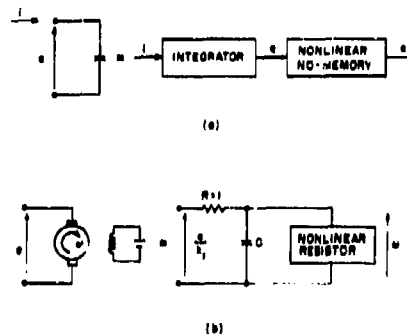 i
e
≡
i
INTEGRATOR
q
NONLINEAR
NO-MEMORY
e
(a)
R=1
e
≡
C
NONLINEAR
RESISTOR
(b)